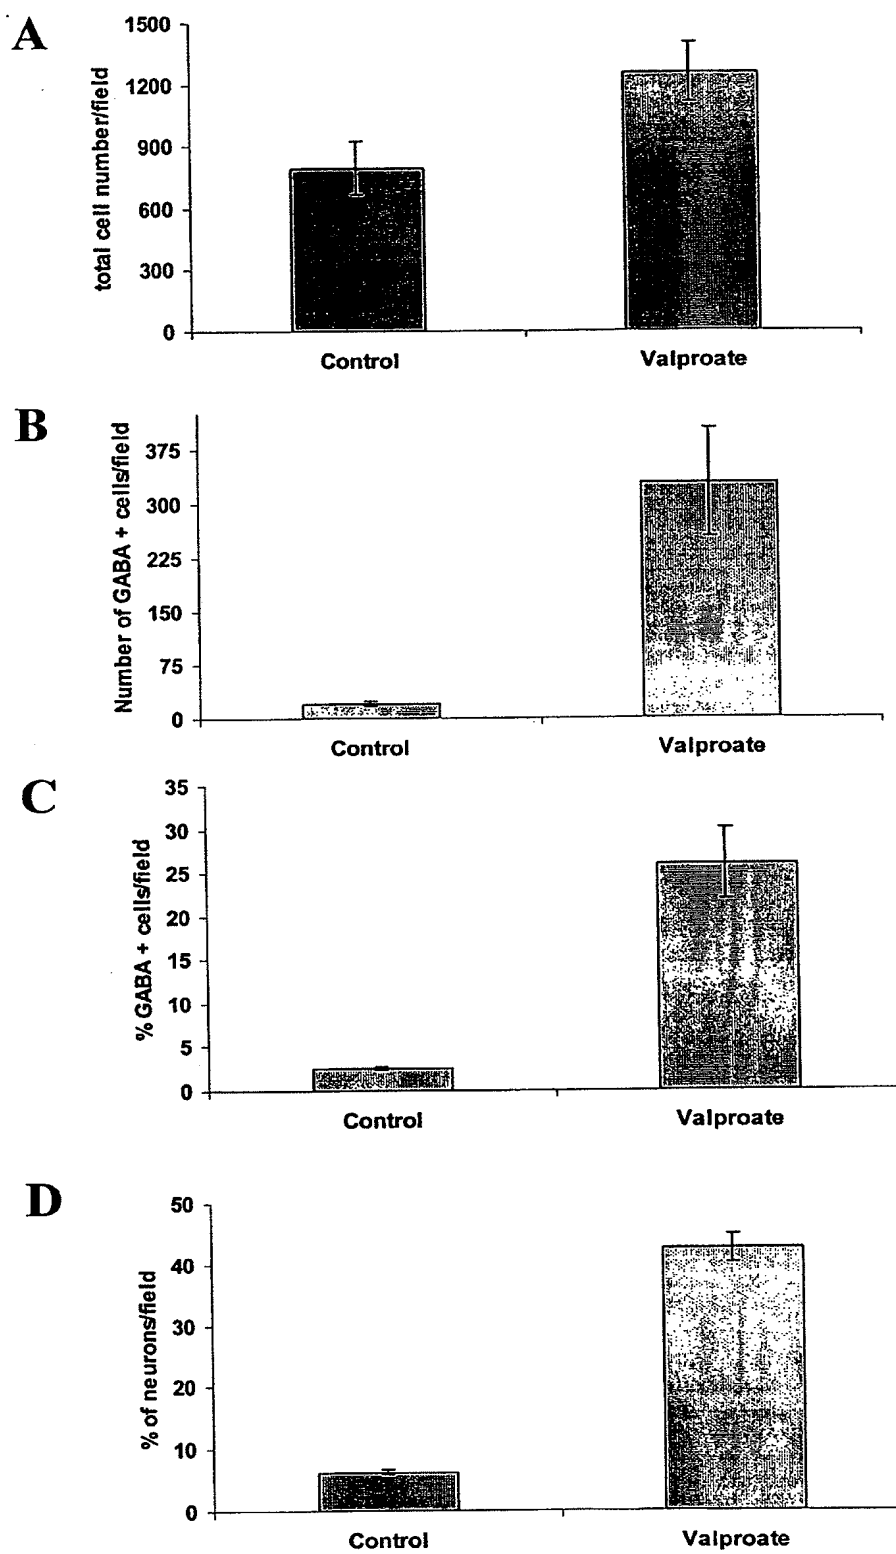 A
total cell number/field
1500
1200
900
600
300
0
Control
Valproate
B
Number of GABA + cells/field
375
300
225
150
75
0
Control
Valproate
C
% GABA + cells/field
35
30
25
20
15
10
5
0
Control
Valproate
D
% of neurons/field
50
40
30
20
10
0
Control
Valproate